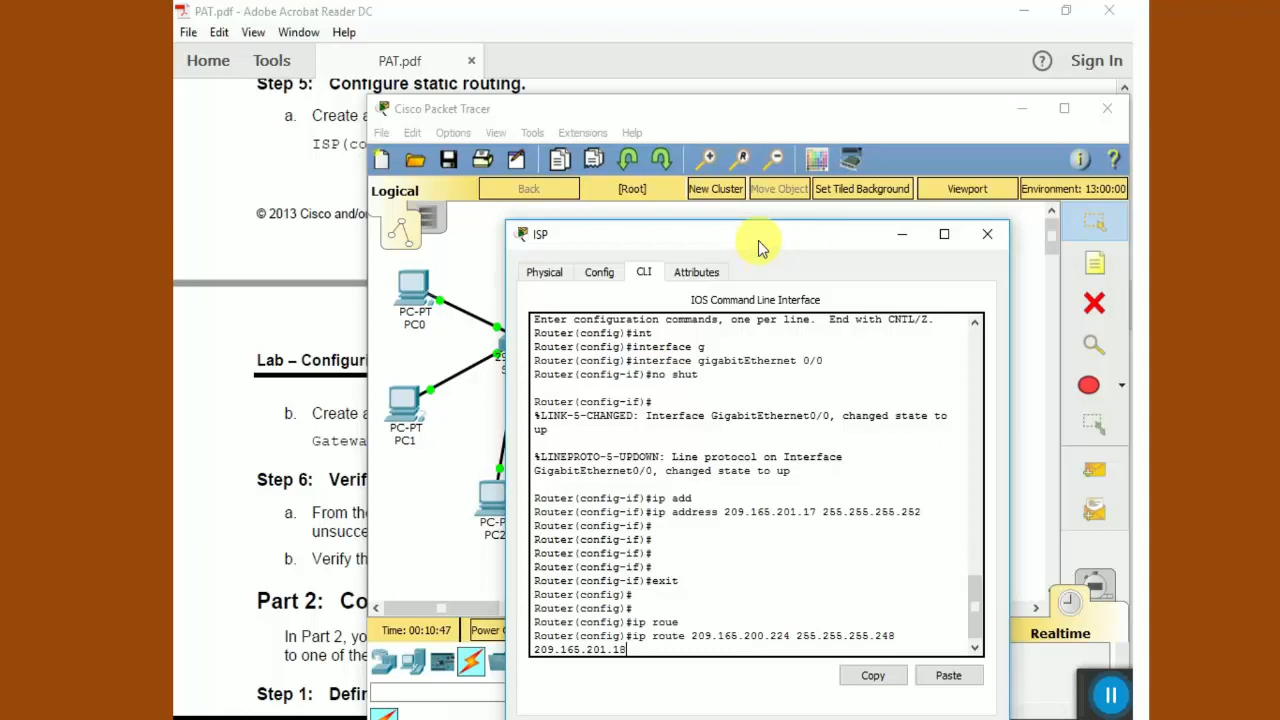 PAT.pdf - Adobe Acrobat Reader DC
File Edit View Window Help
Home Tools PAT.pdf × ? Sign In
Step 5: Configure static routing.
a. Create a
ISP(co
© 2013 Cisco and/or
Lab – Configuri
b. Create a
Gateway
Step 6: Verif
a. From the
unsucce
b. Verify th
Part 2: Co
In Part 2, yo
to one of the
Step 1: Defin
Cisco Packet Tracer
File Edit Options View Tools Extensions Help
Logical Back [Root] New Cluster Move Object Set Tiled Background Viewport Environment: 13:00:00
PC-PT
PC0
PC-PT
PC1
PC-P
PC2
29
Time: 00:10:47 Power C
Realtime
ISP
Physical Config CLI Attributes
IOS Command Line Interface
Enter configuration commands, one per line. End with CNTL/Z.
Router(config)#int
Router(config)#interface g
Router(config)#interface gigabitEthernet 0/0
Router(config-if)#no shut
Router(config-if)#
%LINK-5-CHANGED: Interface GigabitEthernet0/0, changed state to
up
%LINEPROTO-5-UPDOWN: Line protocol on Interface
GigabitEthernet0/0, changed state to up
Router(config-if)#ip add
Router(config-if)#ip address 209.165.201.17 255.255.255.252
Router(config-if)#
Router(config-if)#
Router(config-if)#
Router(config-if)#
Router(config-if)#exit
Router(config)#
Router(config)#
Router(config)#ip roue
Router(config)#ip route 209.165.200.224 255.255.255.248
209.165.201.18
Copy Paste